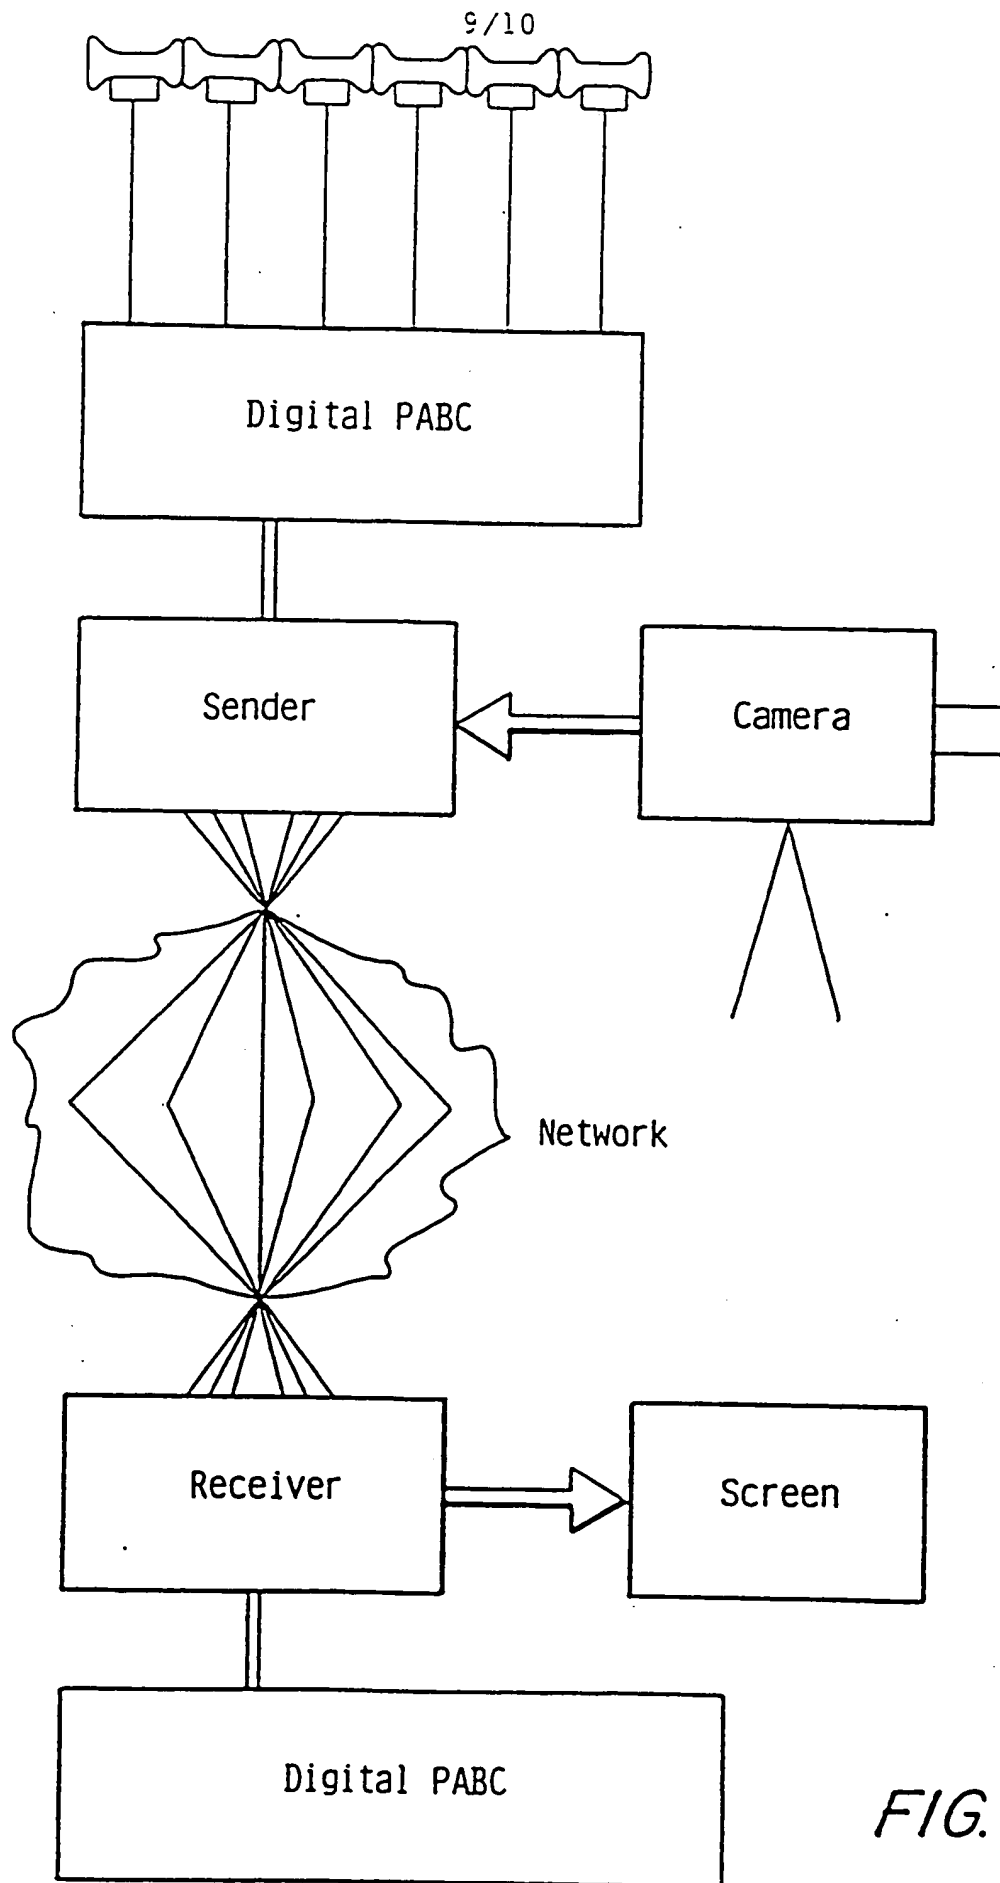 9/10
Digital PABC
Sender
Camera
Network
Receiver
Screen
Digital PABC
FIG.